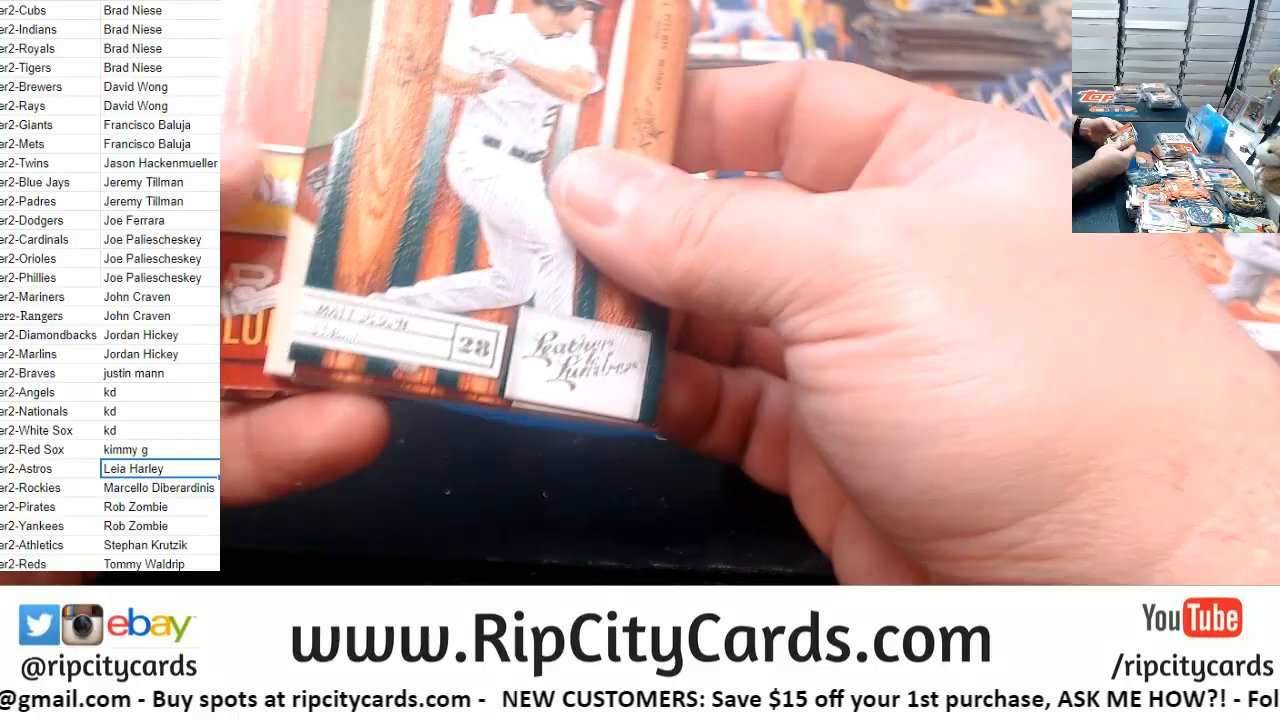 er2-Cubs Brad Niese
er2-Indians Brad Niese
er2-Royals Brad Niese
er2-Tigers Brad Niese
er2-Brewers David Wong
er2-Rays David Wong
er2-Giants Francisco Baluja
er2-Mets Francisco Baluja
er2-Twins Jason Hackenmueller
er2-Blue Jays Jeremy Tillman
er2-Padres Jeremy Tillman
er2-Dodgers Joe Ferrara
er2-Cardinals Joe Paliescheskey
er2-Orioles Joe Paliescheskey
er2-Phillies Joe Paliescheskey
er2-Mariners John Craven
er2-Rangers John Craven
er2-Diamondbacks Jordan Hickey
er2-Marlins Jordan Hickey
er2-Braves justin mann
er2-Angels kd
er2-Nationals kd
er2-White Sox kd
er2-Red Sox kimmy g
er2-Astros Leia Harley
er2-Rockies Marcello Diberardinis
er2-Pirates Rob Zombie
er2-Yankees Rob Zombie
er2-Athletics Stephan Krutzik
er2-Reds Tommy Waldrip
28
Leather & Lumber
ebay
@ripcitycards
www.RipCityCards.com
YouTube
/ripcitycards
@gmail.com - Buy spots at ripcitycards.com - NEW CUSTOMERS: Save $15 off your 1st purchase, ASK ME HOW?! - Fol